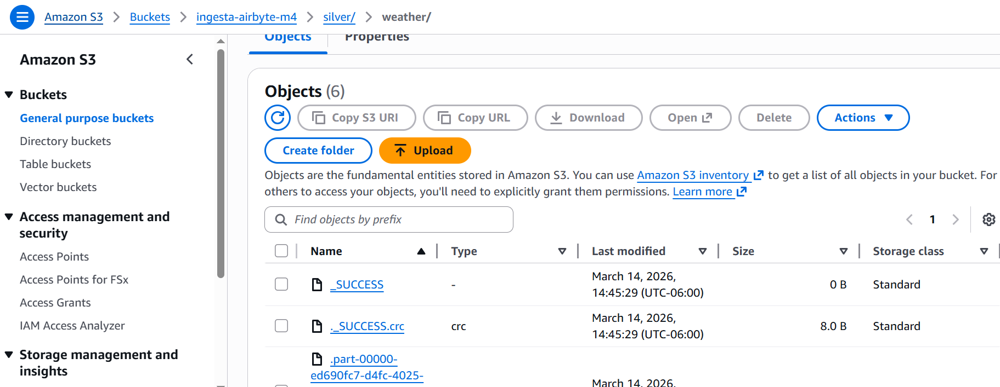 Amazon S3 > Buckets > ingesta-airbyte-m4 > silver/ > weather/
Amazon S3
Buckets
General purpose buckets
Directory buckets
Table buckets
Vector buckets
Access management and
security
Access Points
Access Points for FSx
Access Grants
IAM Access Analyzer
Storage management and
insights
Objects Properties
Objects (6)
Copy S3 URI Copy URL Download Open Delete Actions
Create folder Upload
Objects are the fundamental entities stored in Amazon S3. You can use Amazon S3 inventory to get a list of all objects in your bucket. For
others to access your objects, you'll need to explicitly grant them permissions. Learn more
Find objects by prefix
1
Name Type Last modified Size Storage class
_SUCCESS - March 14, 2026, 0 B Standard
14:45:29 (UTC-06:00)
._SUCCESS.crc crc March 14, 2026, 8.0 B Standard
14:45:29 (UTC-06:00)
.part-00000-
ed690fc7-d4fc-4025-
March 14, 2026,